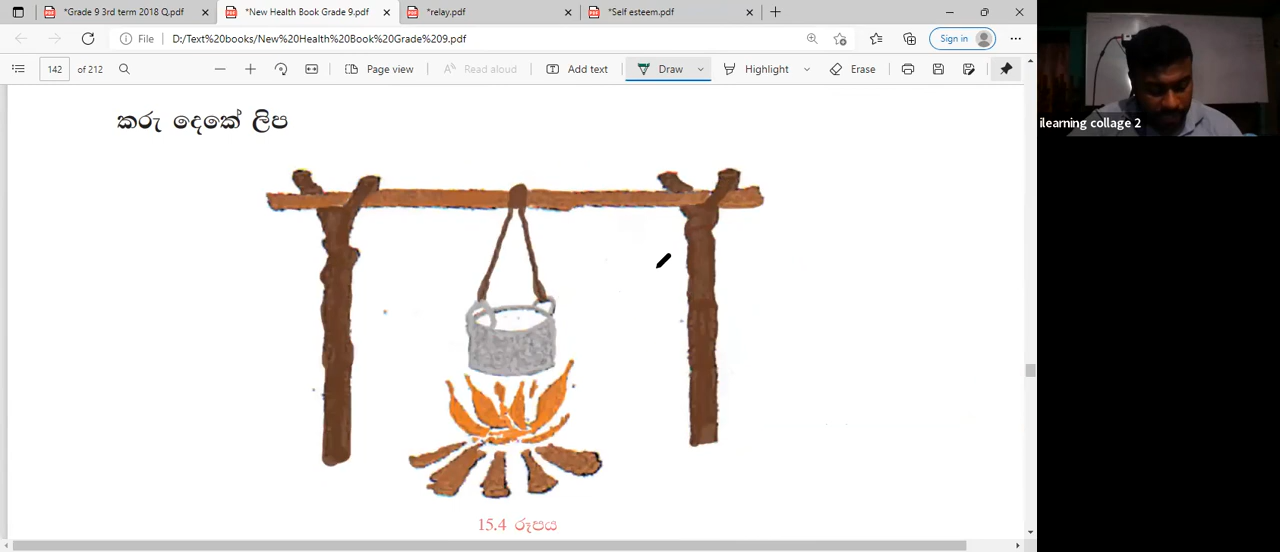 *Grade 9 3rd term 2018 Q.pdf
*New Health Book Grade 9.pdf
*relay.pdf
*Self esteem.pdf
File
D:/Text%20books/New%20Health%20Book%20Grade%209.pdf
Sign in
142 of 212
Page view
Read aloud
Add text
Draw
Highlight
Erase
කරු දෙකේ ලිප
ilearning collage 2
15.4 රූපය